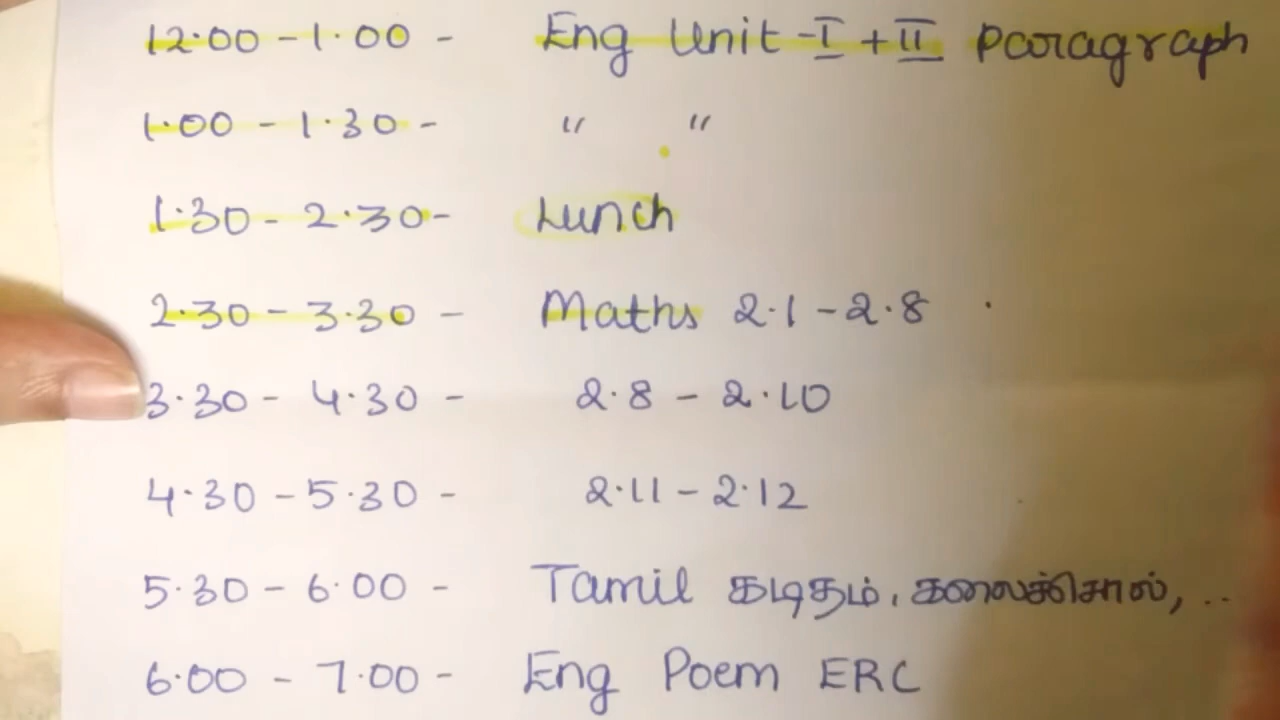 12.00 - 1.00 - Eng Unit - I + II Paragraph
1.00 - 1.30 - " "
1.30 - 2.30 - Lunch
2.30 - 3.30 - Maths 2.1 - 2.8
3.30 - 4.30 - 2.8 - 2.10
4.30 - 5.30 - 2.11 - 2.12
5.30 - 6.00 - Tamil கடிதம், கலைச்சொல், ..
6.00 - 7.00 - Eng Poem ERC